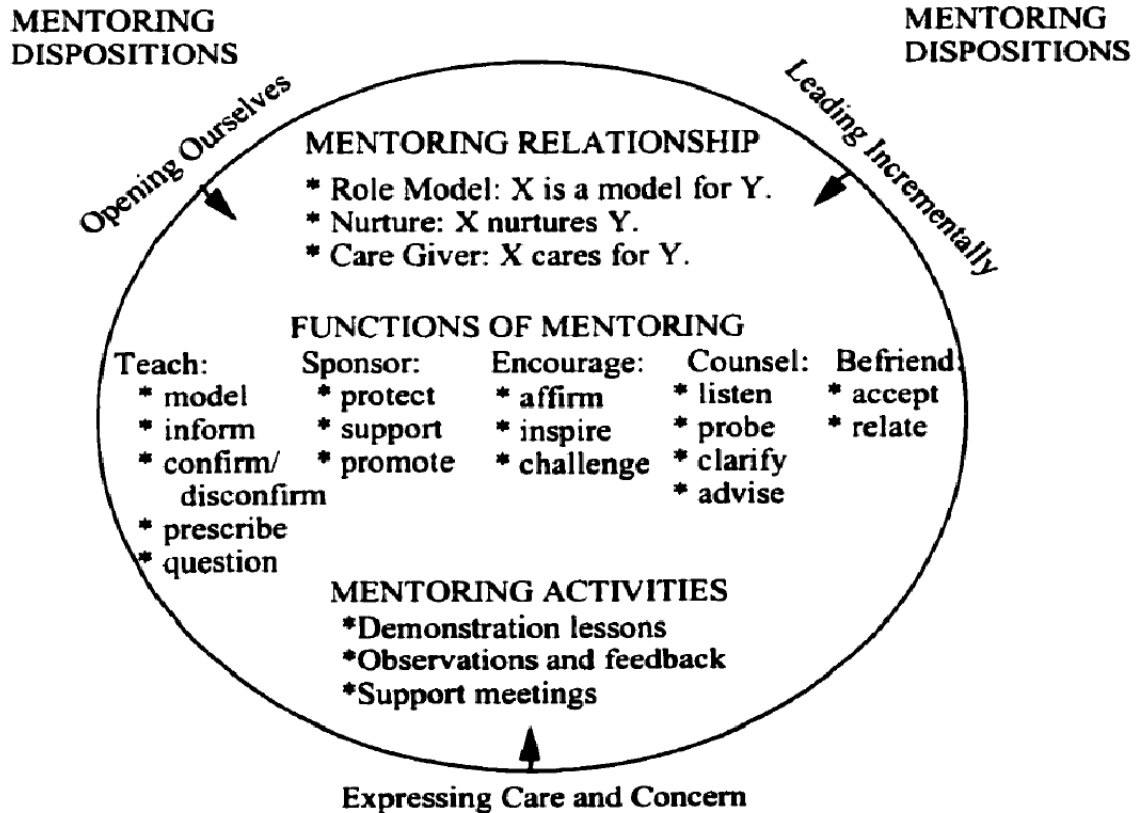 MENTORING
DISPOSITIONS
MENTORING
DISPOSITIONS
Opening Ourselves
Leading Incrementally
MENTORING RELATIONSHIP
* Role Model: X is a model for Y.
* Nurture: X nurtures Y.
* Care Giver: X cares for Y.
FUNCTIONS OF MENTORING
Teach:
* model
* inform
* confirm/
disconfirm
* prescribe
* question
Sponsor:
* protect
* support
* promote
Encourage:
* affirm
* inspire
* challenge
Counsel:
* listen
* probe
* clarify
* advise
Befriend:
* accept
* relate
MENTORING ACTIVITIES
*Demonstration lessons
*Observations and feedback
*Support meetings
Expressing Care and Concern